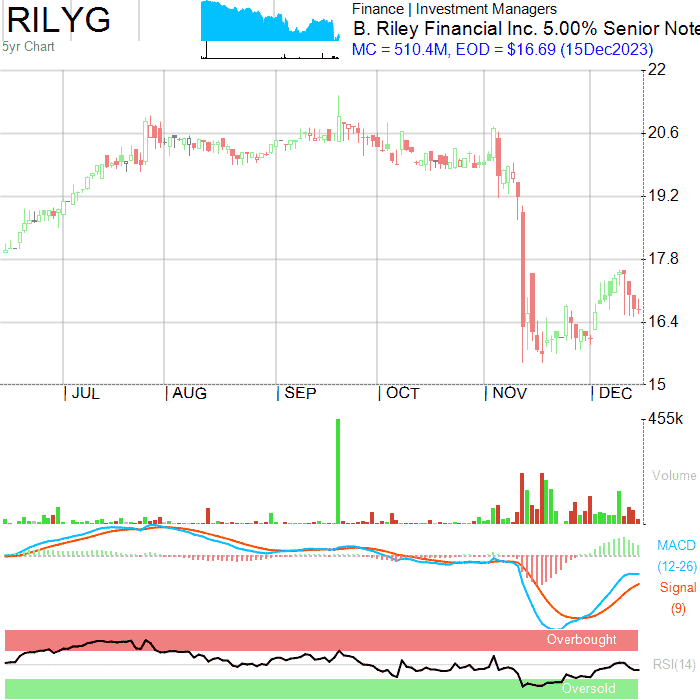 RILYG
5yr Chart
Finance | Investment Managers
B. Riley Financial Inc. 5.00% Senior Note
MC = 510.4M, EOD = $16.69 (15Dec2023)
22
20.6
19.2
17.8
16.4
15
JUL AUG SEP OCT NOV DEC
455k
Volume
MACD
(12-26)
Signal
(9)
Overbought
RSI(14)
Oversold